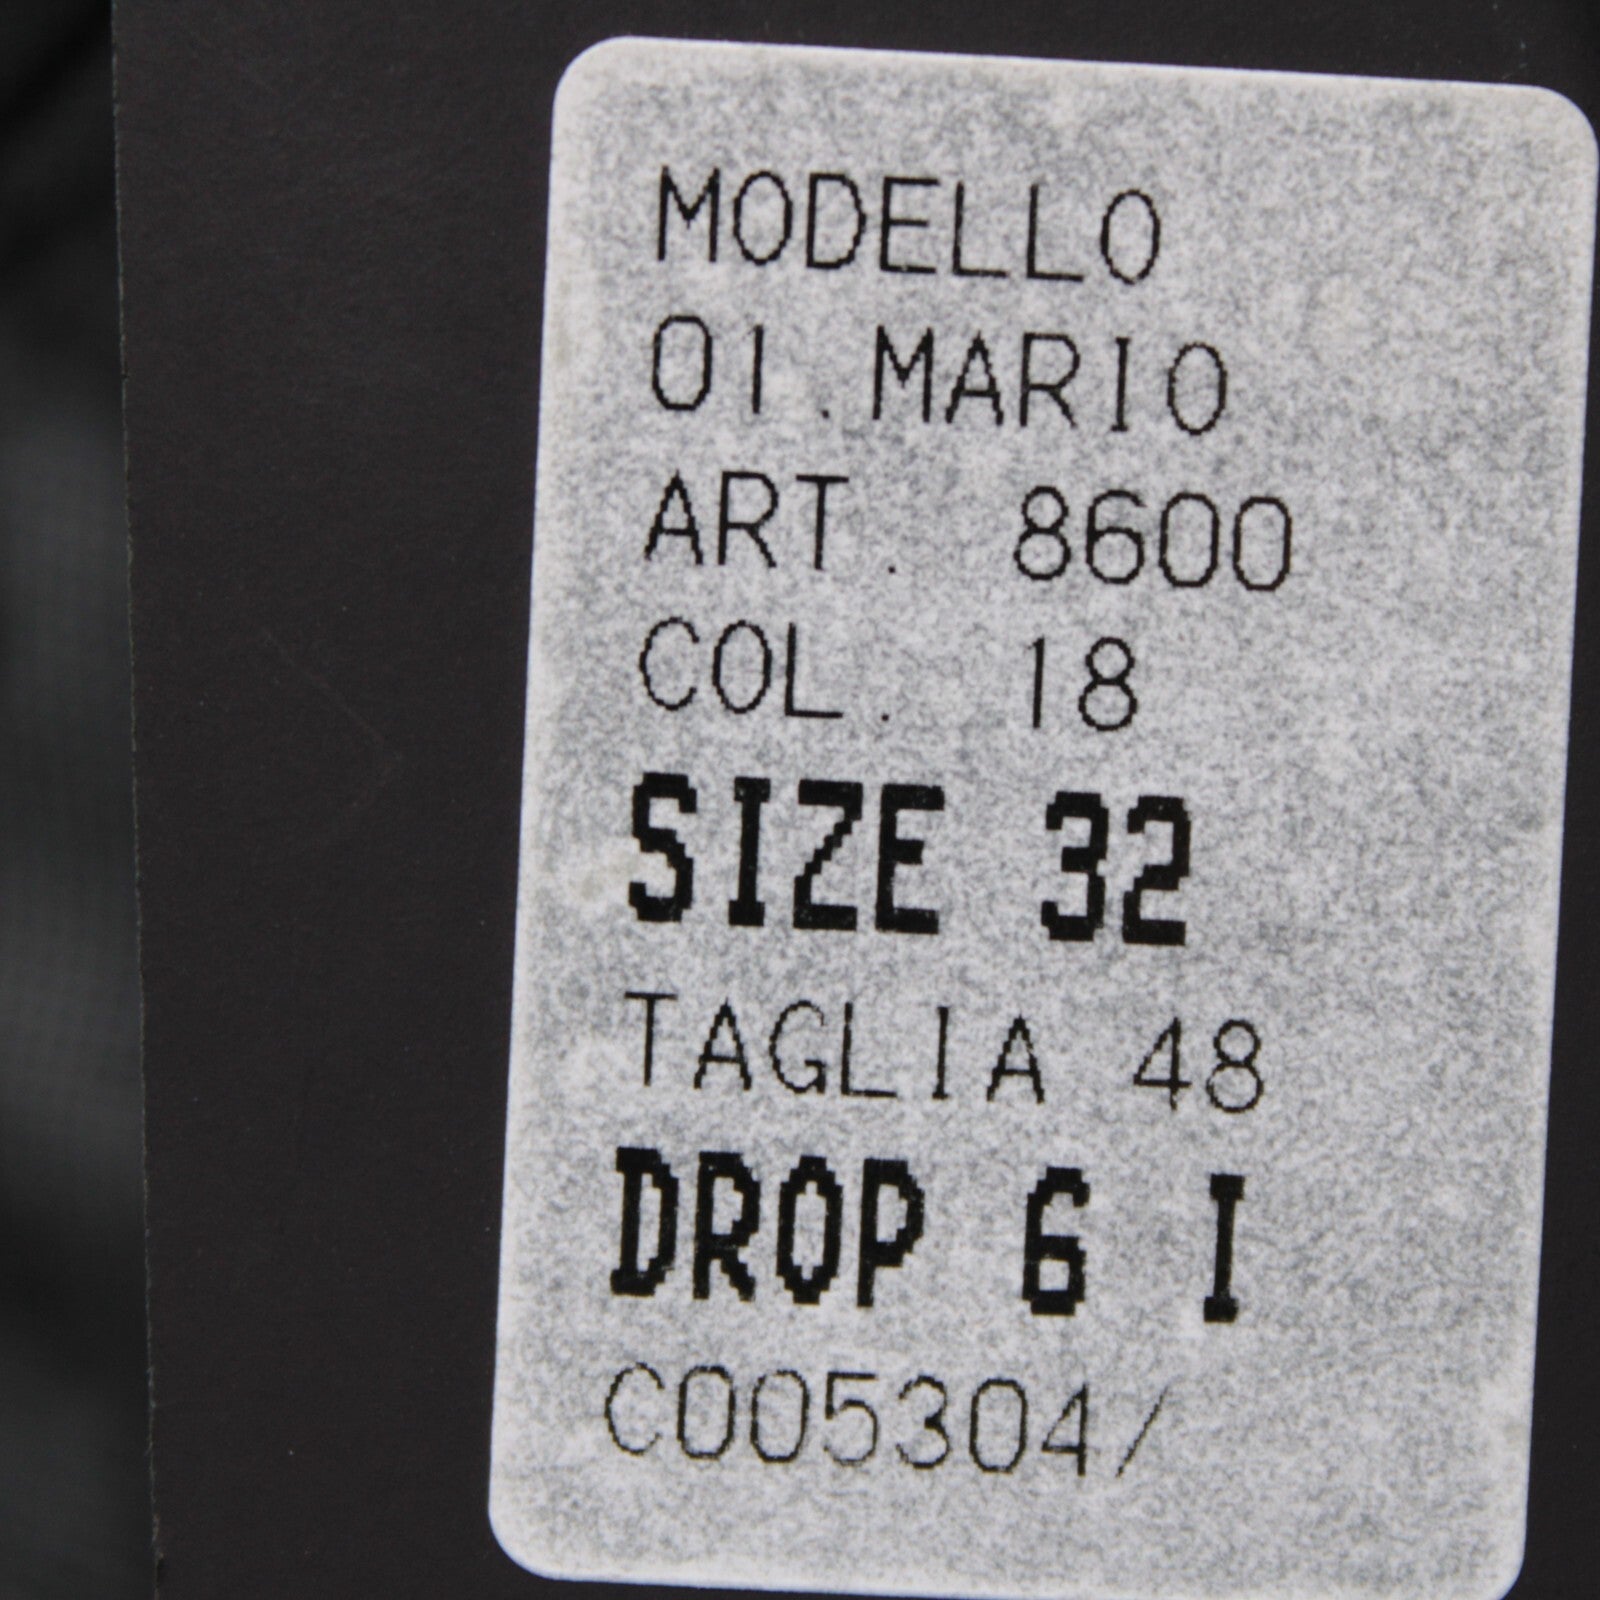 MODELLO
01.MARIO
ART. 8600
COL. 18
SIZE 32
TAGLIA 48
DROP 6 I
C005304/